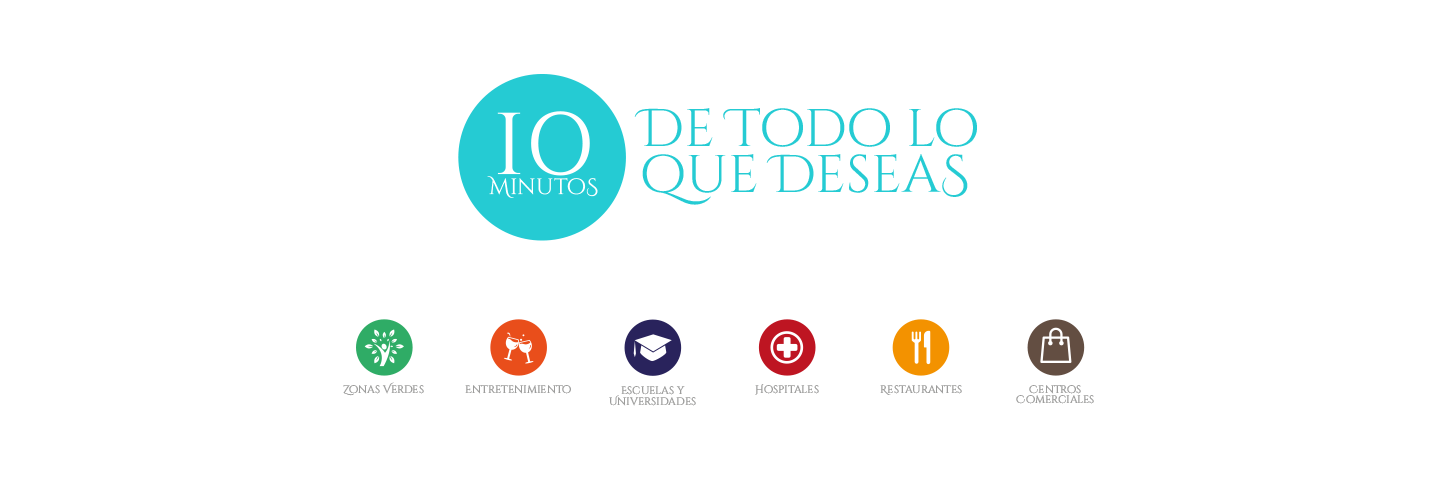 10
MINUTOS
DE TODO LO
QUE DESEAS
ZONAS VERDES
ENTRETENIMIENTO
ESCUELAS Y
UNIVERSIDADES
HOSPITALES
RESTAURANTES
CENTROS
COMERCIALES